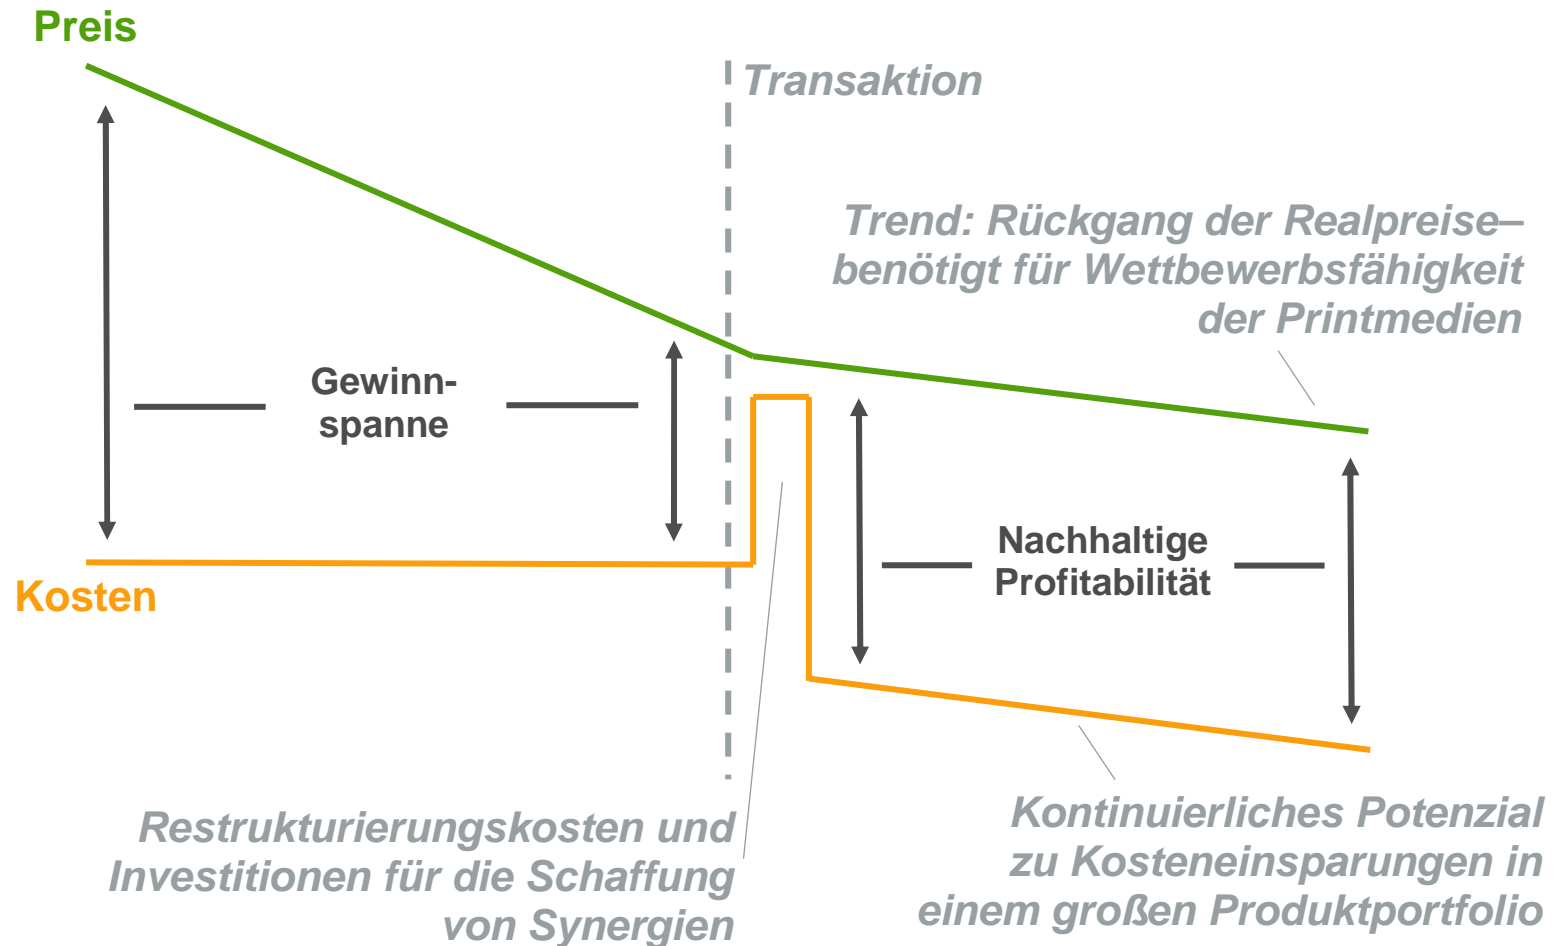 Preis
Transaktion
Trend: Rückgang der Realpreise–
benötigt für Wettbewerbsfähigkeit
der Printmedien
Gewinn-
spanne
Nachhaltige
Profitabilität
Kosten
Restrukturierungskosten und
Investitionen für die Schaffung
von Synergien
Kontinuierliches Potenzial
zu Kosteneinsparungen in
einem großen Produktportfolio